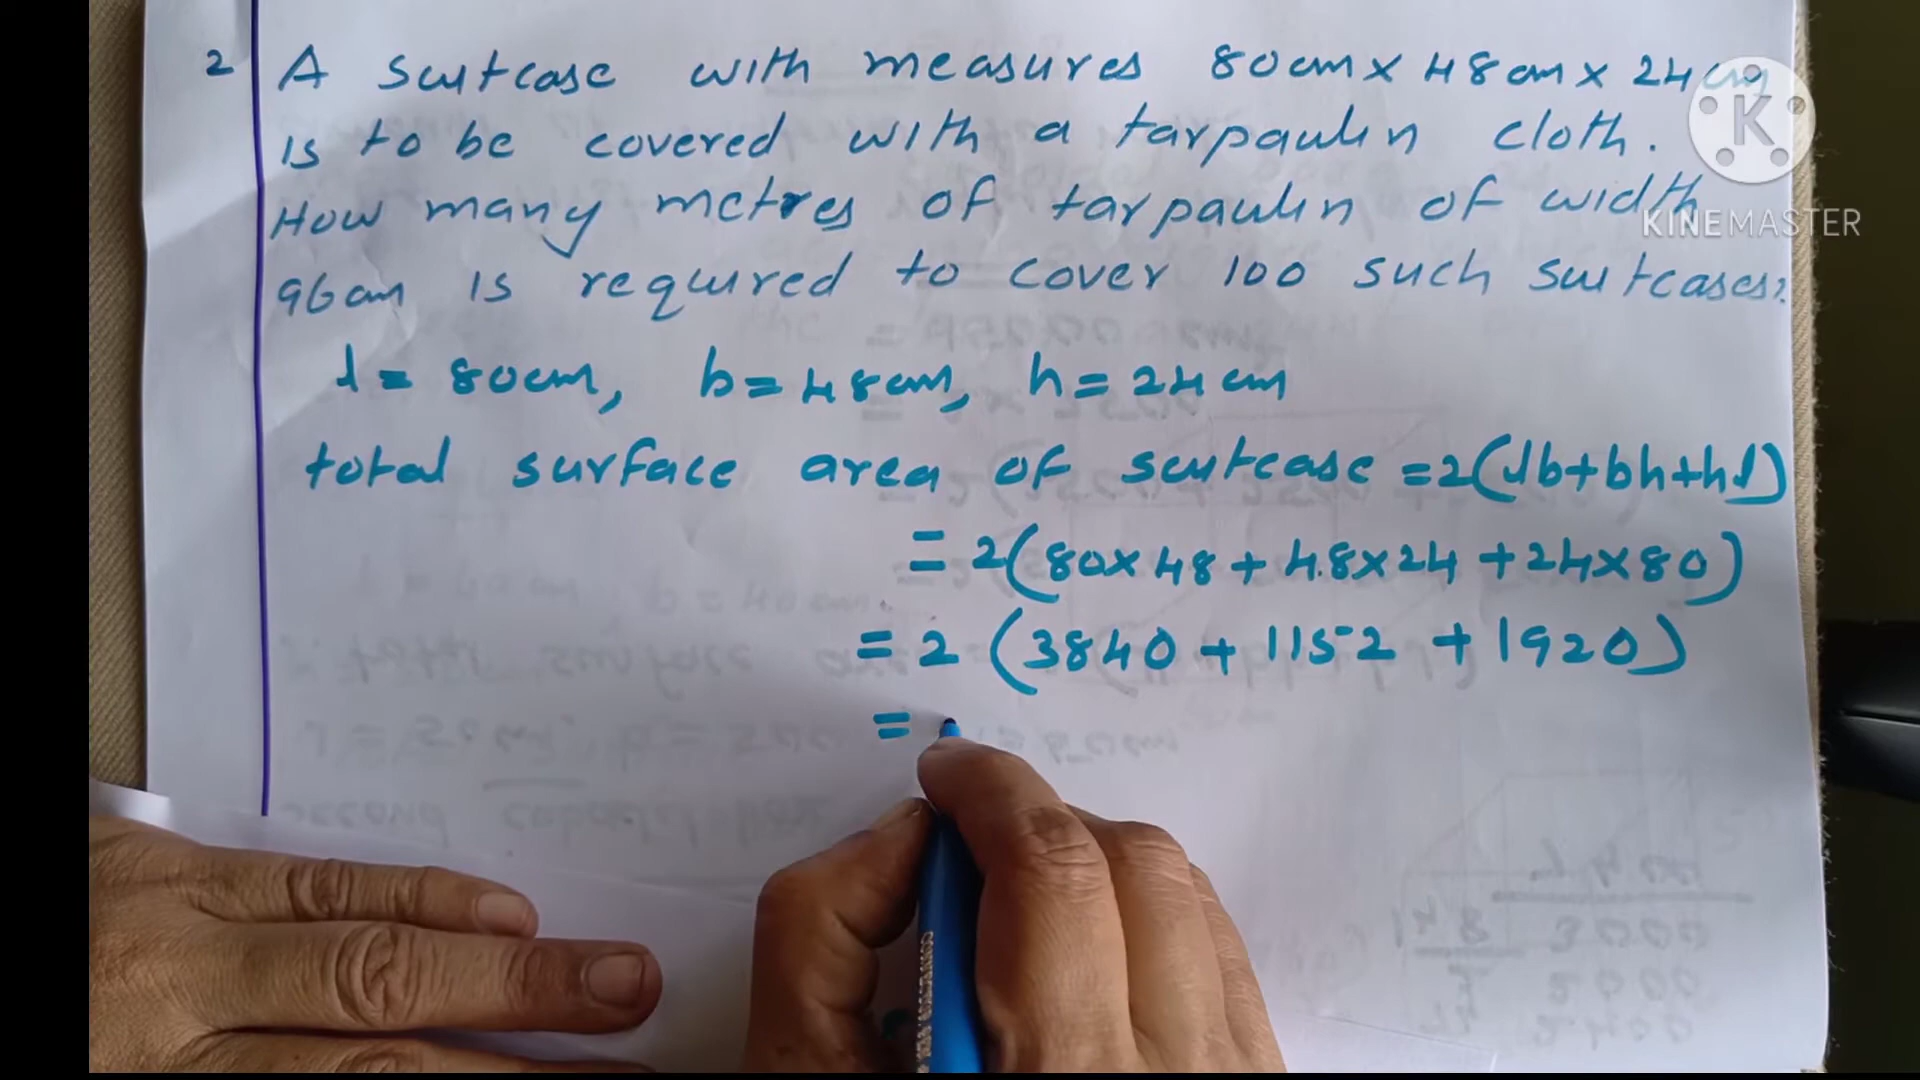 2 A suitcase with measures 80cm x 48cm x 24cm
is to be covered with a tarpaulin cloth.
How many metres of tarpaulin of width
96cm is required to cover 100 such suitcases?
l = 80cm, b = 48cm, h = 24cm
total surface area of suitcase = 2(lb+bh+hl)
= 2(80x48 + 48x24 + 24x80)
= 2 (3840 + 1152 + 1920)
=
K
KINEMASTER